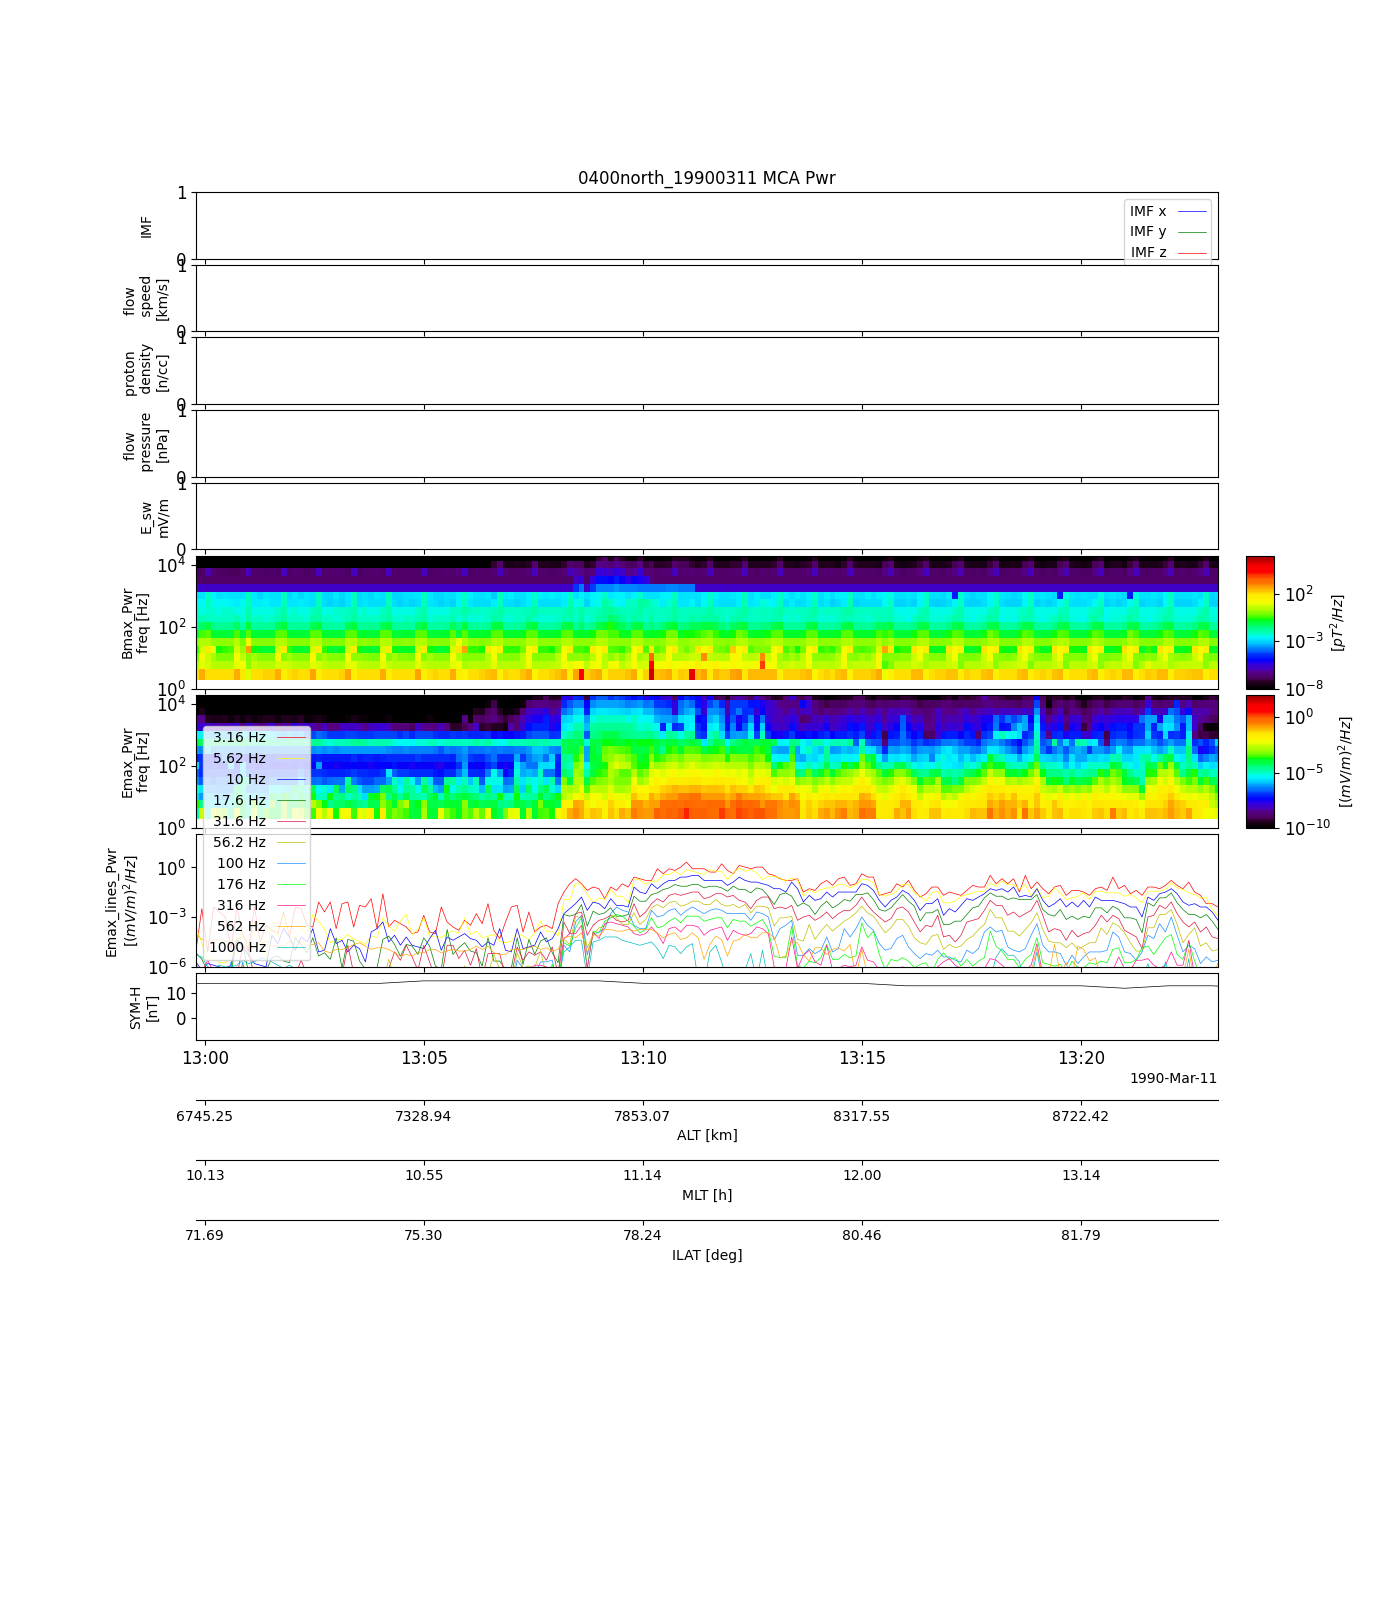 0400north_19900311 MCA Pwr
1
IMF
0
IMF x
IMF y
IMF z
1
flow
speed
[km/s]
0
1
proton
density
[n/cc]
0
1
flow
pressure
[nPa]
0
1
E_sw
mV/m
0
10^4
10^2
10^0
Bmax_Pwr
freq [Hz]
10^2
10^-3
10^-8
[pT^2/Hz]
10^4
10^2
10^0
Emax_Pwr
freq [Hz]
10^0
10^-5
10^-10
[(mV/m)^2/Hz]
3.16 Hz
5.62 Hz
10 Hz
17.6 Hz
31.6 Hz
56.2 Hz
100 Hz
176 Hz
316 Hz
562 Hz
1000 Hz
10^0
10^-3
10^-6
Emax_lines_Pwr
[(mV/m)^2/Hz]
10
0
SYM-H
[nT]
13:00 13:05 13:10 13:15 13:20
1990-Mar-11
6745.25 7328.94 7853.07 8317.55 8722.42
ALT [km]
10.13 10.55 11.14 12.00 13.14
MLT [h]
71.69 75.30 78.24 80.46 81.79
ILAT [deg]